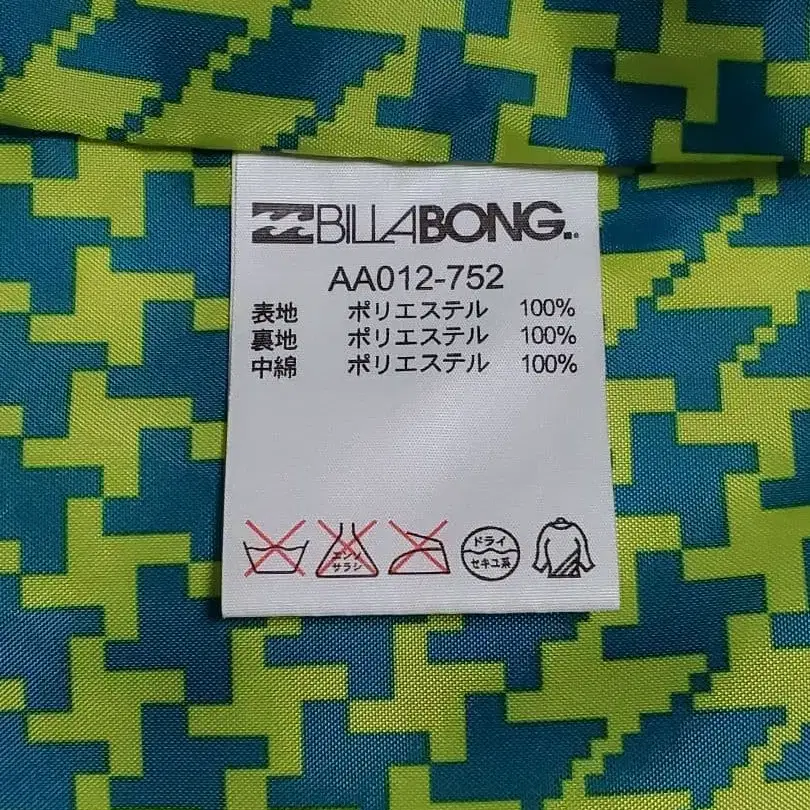 BILLABONG
AA012-752
表地 ポリエステル 100%
裏地 ポリエステル 100%
中綿 ポリエステル 100%
エンソ サラシ
ドライ セキユ系